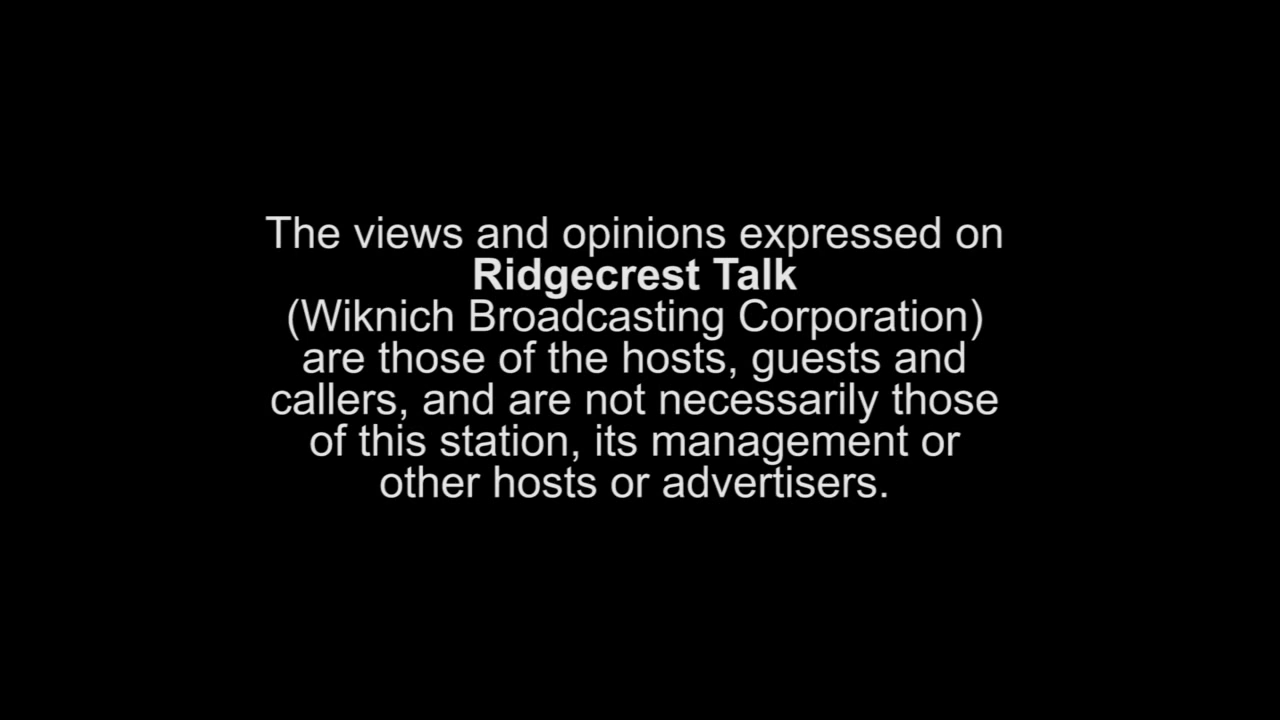 The views and opinions expressed on
Ridgecrest Talk
(Wiknich Broadcasting Corporation)
are those of the hosts, guests and
callers, and are not necessarily those
of this station, its management or
other hosts or advertisers.